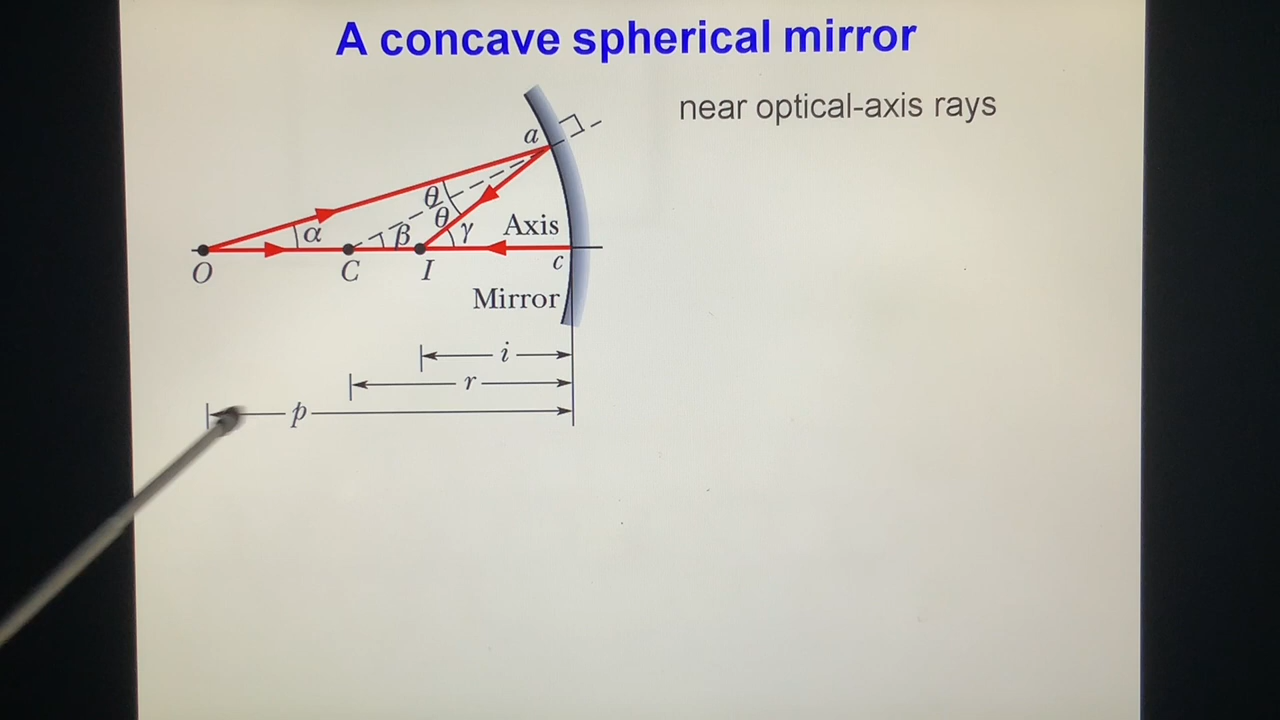 A concave spherical mirror
near optical-axis rays
a
θ
θ
α
β
γ
Axis
O
C
I
c
Mirror
i
r
p